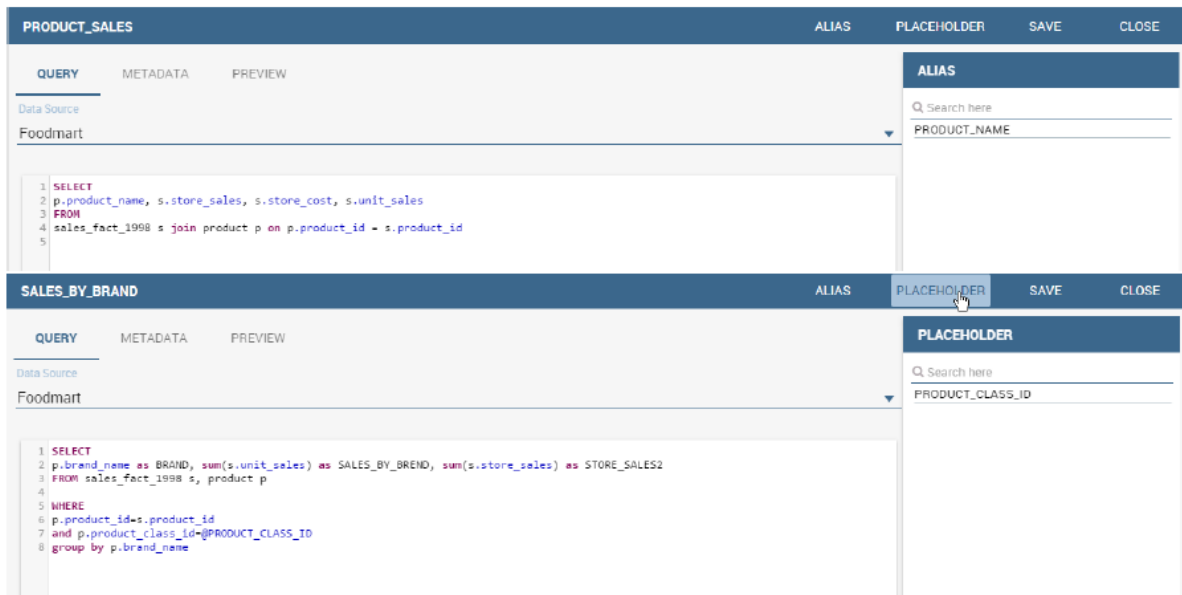 PRODUCT_SALES ALIAS PLACEHOLDER SAVE CLOSE
QUERY METADATA PREVIEW
ALIAS
Data Source
Search here
Foodmart
PRODUCT_NAME
1 SELECT
2 p.product_name, s.store_sales, s.store_cost, s.unit_sales
3 FROM
4 sales_fact_1998 s join product p on p.product_id = s.product_id
5
SALES_BY_BRAND ALIAS PLACEHOLDER SAVE CLOSE
QUERY METADATA PREVIEW
PLACEHOLDER
Data Source
Search here
Foodmart
PRODUCT_CLASS_ID
1 SELECT
2 p.brand_name as BRAND, sum(s.unit_sales) as SALES_BY_BREND, sum(s.store_sales) as STORE_SALES2
3 FROM sales_fact_1998 s, product p
4
5 WHERE
6 p.product_id=s.product_id
7 and p.product_class_id=@PRODUCT_CLASS_ID
8 group by p.brand_name